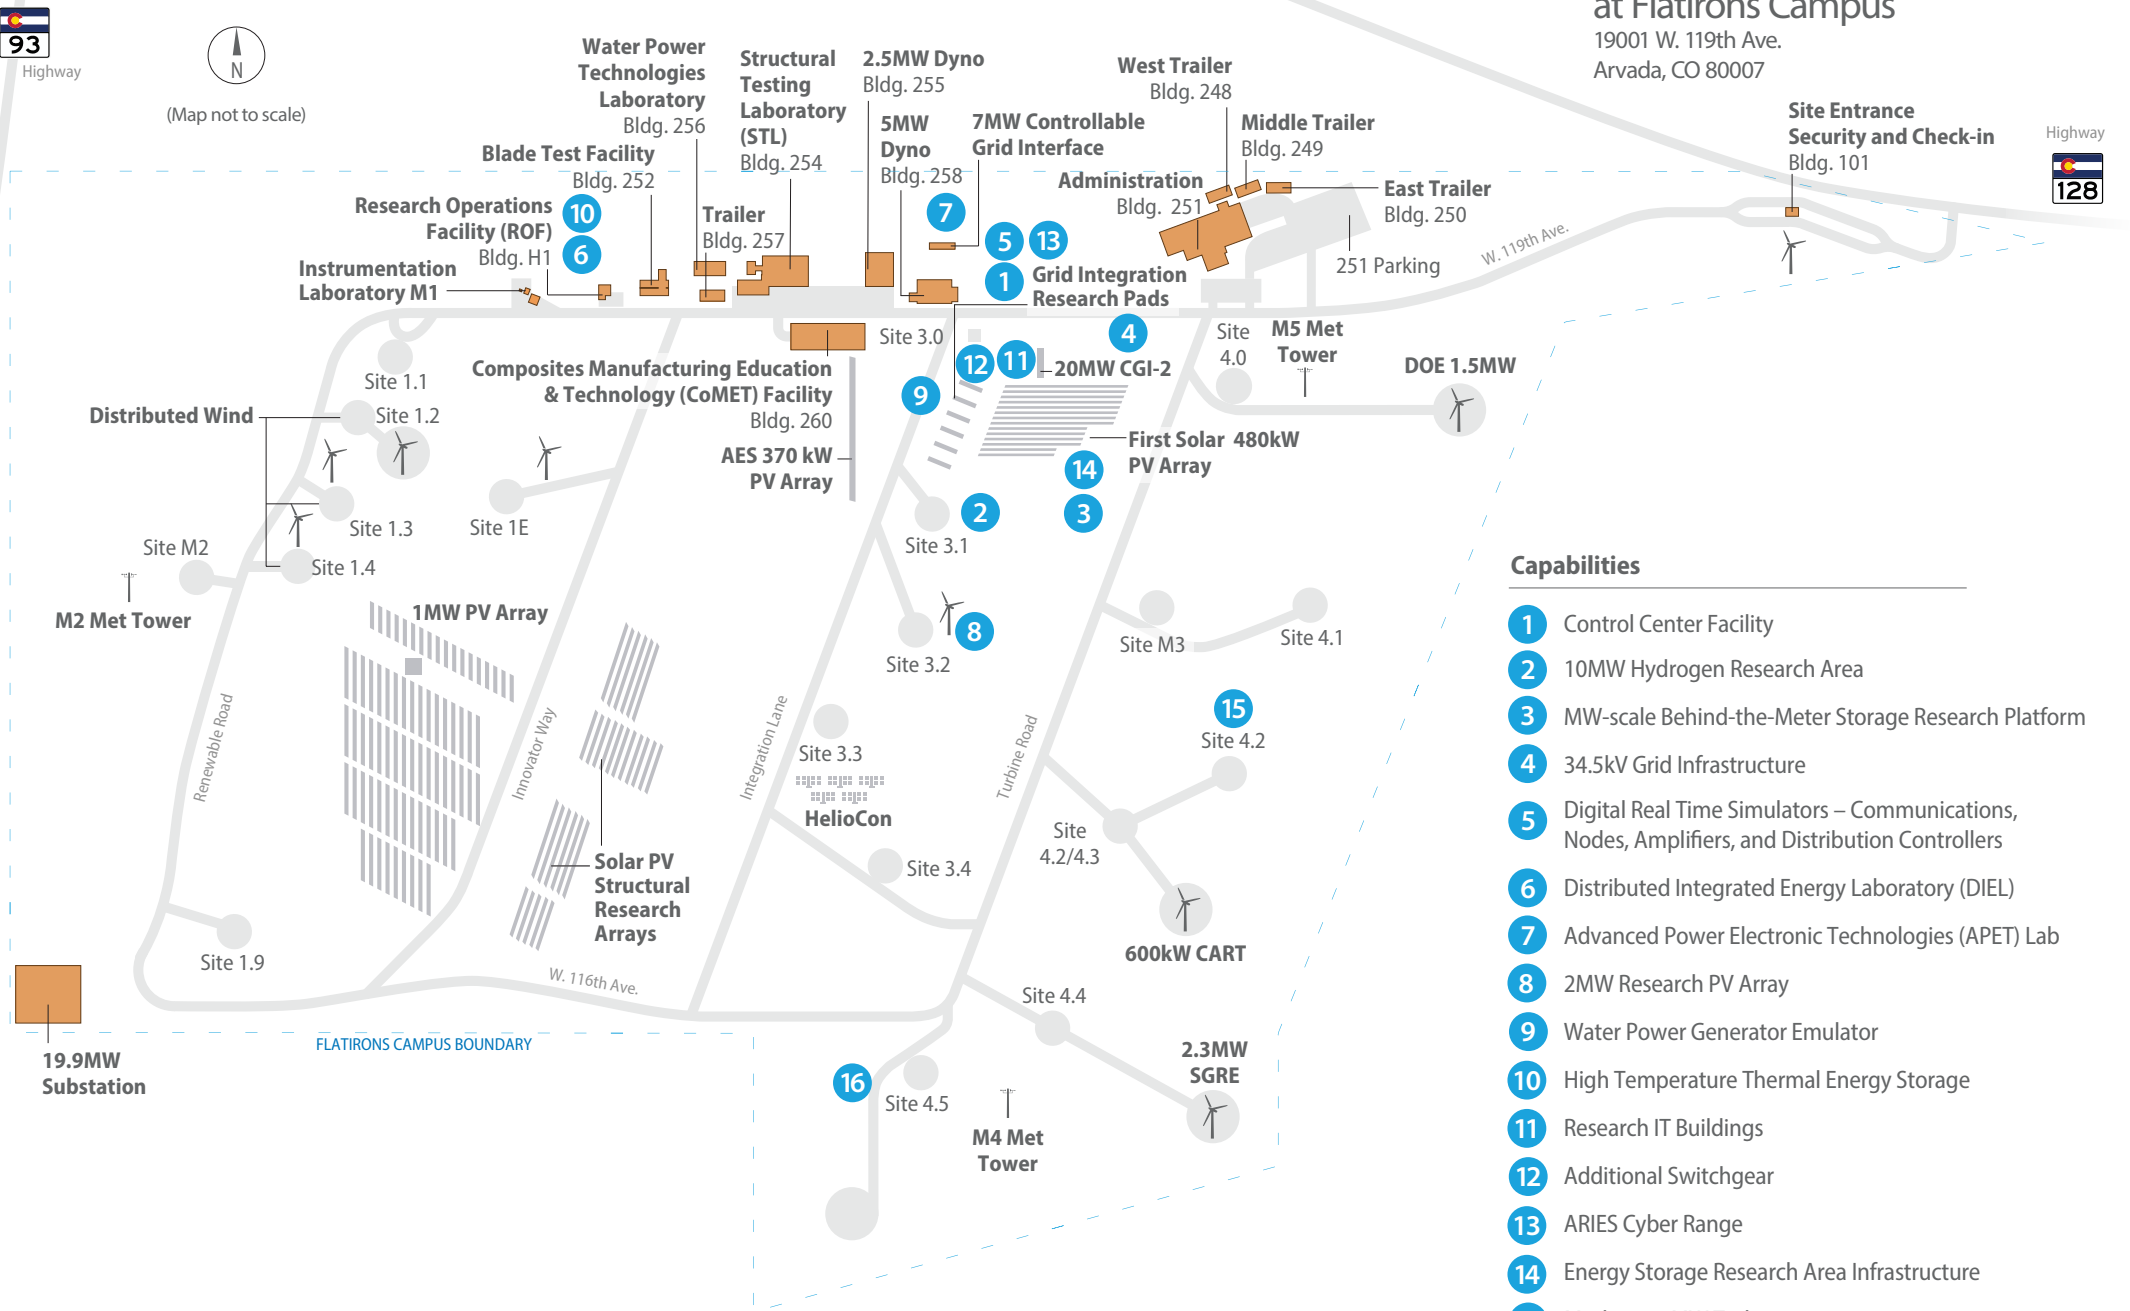 at Flatirons Campus
19001 W. 119th Ave.
Arvada, CO 80007
93
Highway
N
(Map not to scale)
Water Power
Technologies
Laboratory
Bldg. 256
Structural
Testing
Laboratory
(STL)
Bldg. 254
2.5MW Dyno
Bldg. 255
5MW
Dyno
Bldg. 258
7MW Controllable
Grid Interface
West Trailer
Bldg. 248
Middle Trailer
Bldg. 249
Administration
Bldg. 251
East Trailer
Bldg. 250
251 Parking
Site Entrance
Security and Check-in
Bldg. 101
Highway
128
W. 119th Ave.
Blade Test Facility
Bldg. 252
Research Operations
Facility (ROF)
Bldg. H1
10
6
Trailer
Bldg. 257
Instrumentation
Laboratory M1
7
5
13
1
Grid Integration
Research Pads
4
12
11
20MW CGI-2
9
Site 3.0
Composites Manufacturing Education
& Technology (CoMET) Facility
Bldg. 260
AES 370 kW
PV Array
Site
4.0
M5 Met
Tower
DOE 1.5MW
First Solar 480kW
PV Array
14
3
2
Site 3.1
Site 1.1
Distributed Wind
Site 1.2
Site 1.3
Site 1.4
Site 1E
Site M2
M2 Met Tower
1MW PV Array
8
Site 3.2
Site M3
Site 4.1
15
Site 4.2
Renewable Road
Innovator Way
Integration Lane
Turbine Road
Site 3.3
HelioCon
Site
4.2/4.3
Site 3.4
Solar PV
Structural
Research
Arrays
600kW CART
Site 1.9
W. 116th Ave.
Site 4.4
19.9MW
Substation
FLATIRONS CAMPUS BOUNDARY
16
Site 4.5
M4 Met
Tower
2.3MW
SGRE
Capabilities
1 Control Center Facility
2 10MW Hydrogen Research Area
3 MW-scale Behind-the-Meter Storage Research Platform
4 34.5kV Grid Infrastructure
5 Digital Real Time Simulators – Communications,
Nodes, Amplifiers, and Distribution Controllers
6 Distributed Integrated Energy Laboratory (DIEL)
7 Advanced Power Electronic Technologies (APET) Lab
8 2MW Research PV Array
9 Water Power Generator Emulator
10 High Temperature Thermal Energy Storage
11 Research IT Buildings
12 Additional Switchgear
13 ARIES Cyber Range
14 Energy Storage Research Area Infrastructure